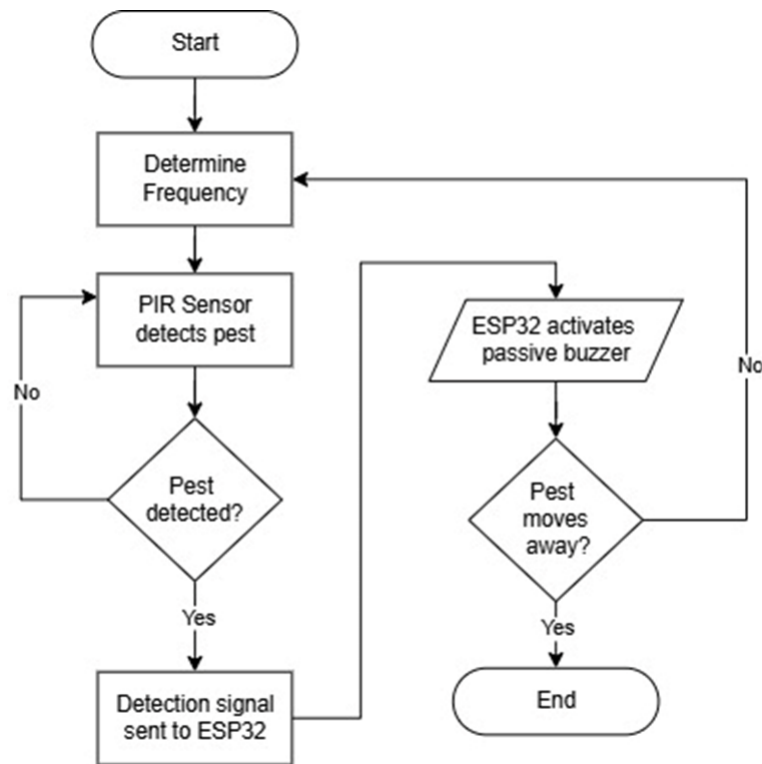 Start
Determine
Frequency
PIR Sensor
detects pest
No
Pest
detected?
Yes
Detection signal
sent to ESP32
ESP32 activates
passive buzzer
No
Pest
moves
away?
Yes
End